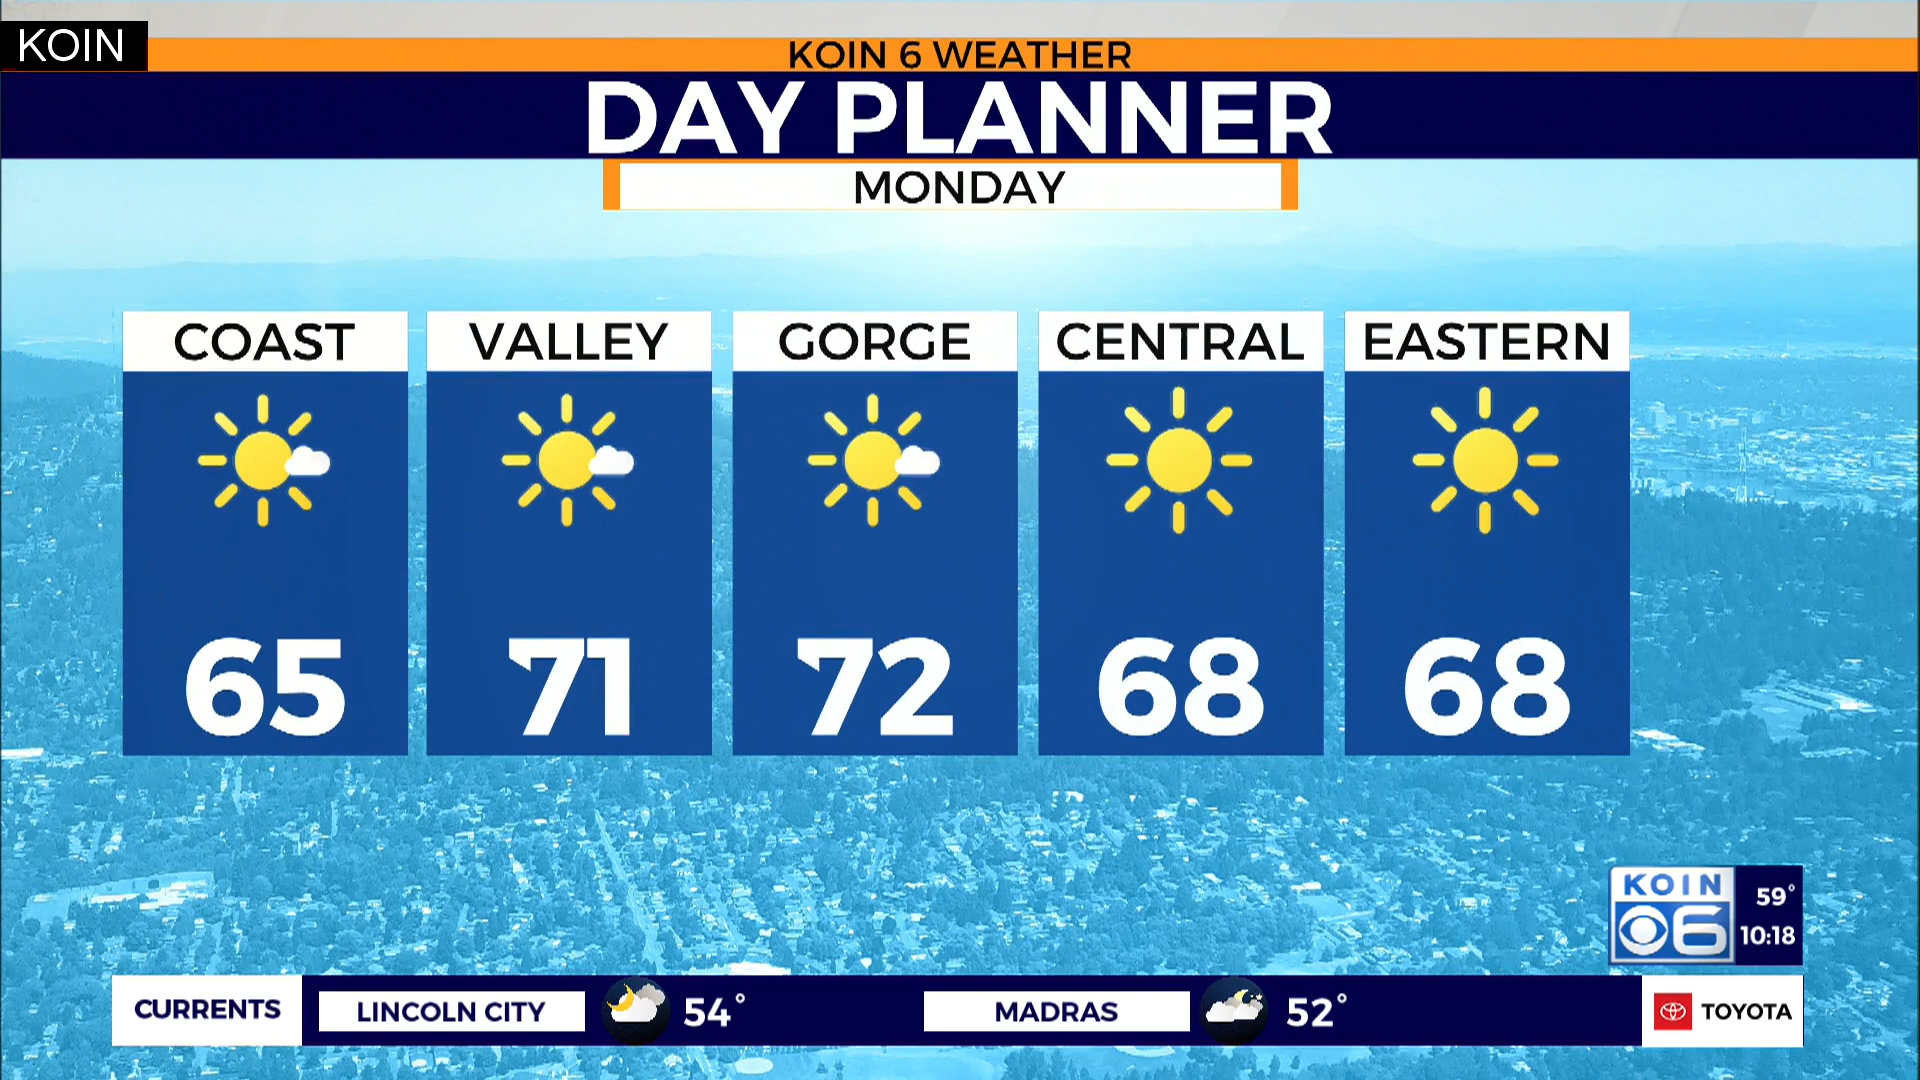 KOIN
KOIN 6 WEATHER
DAY PLANNER
MONDAY
COAST
VALLEY
GORGE
CENTRAL
EASTERN
65
71
72
68
68
KOIN
6
59°
10:18
CURRENTS
LINCOLN CITY
54°
MADRAS
52°
TOYOTA